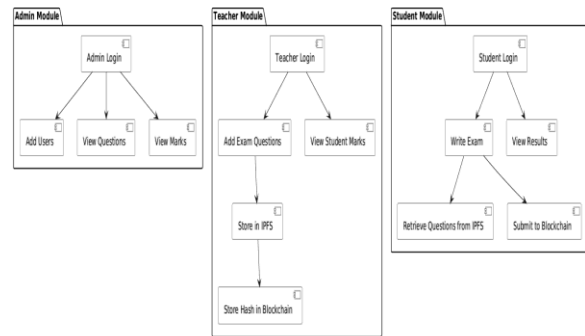 Admin Module
Admin Login
Add Users
View Questions
View Marks
Teacher Module
Teacher Login
Add Exam Questions
View Student Marks
Store in IPFS
Store Hash in Blockchain
Student Module
Student Login
Write Exam
View Results
Retrieve Questions from IPFS
Submit to Blockchain